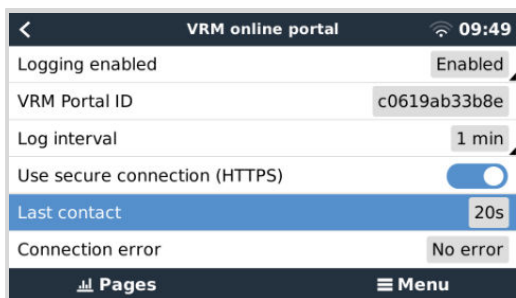 VRM online portal 09:49
Logging enabled Enabled
VRM Portal ID c0619ab33b8e
Log interval 1 min
Use secure connection (HTTPS)
Last contact 20s
Connection error No error
Pages Menu